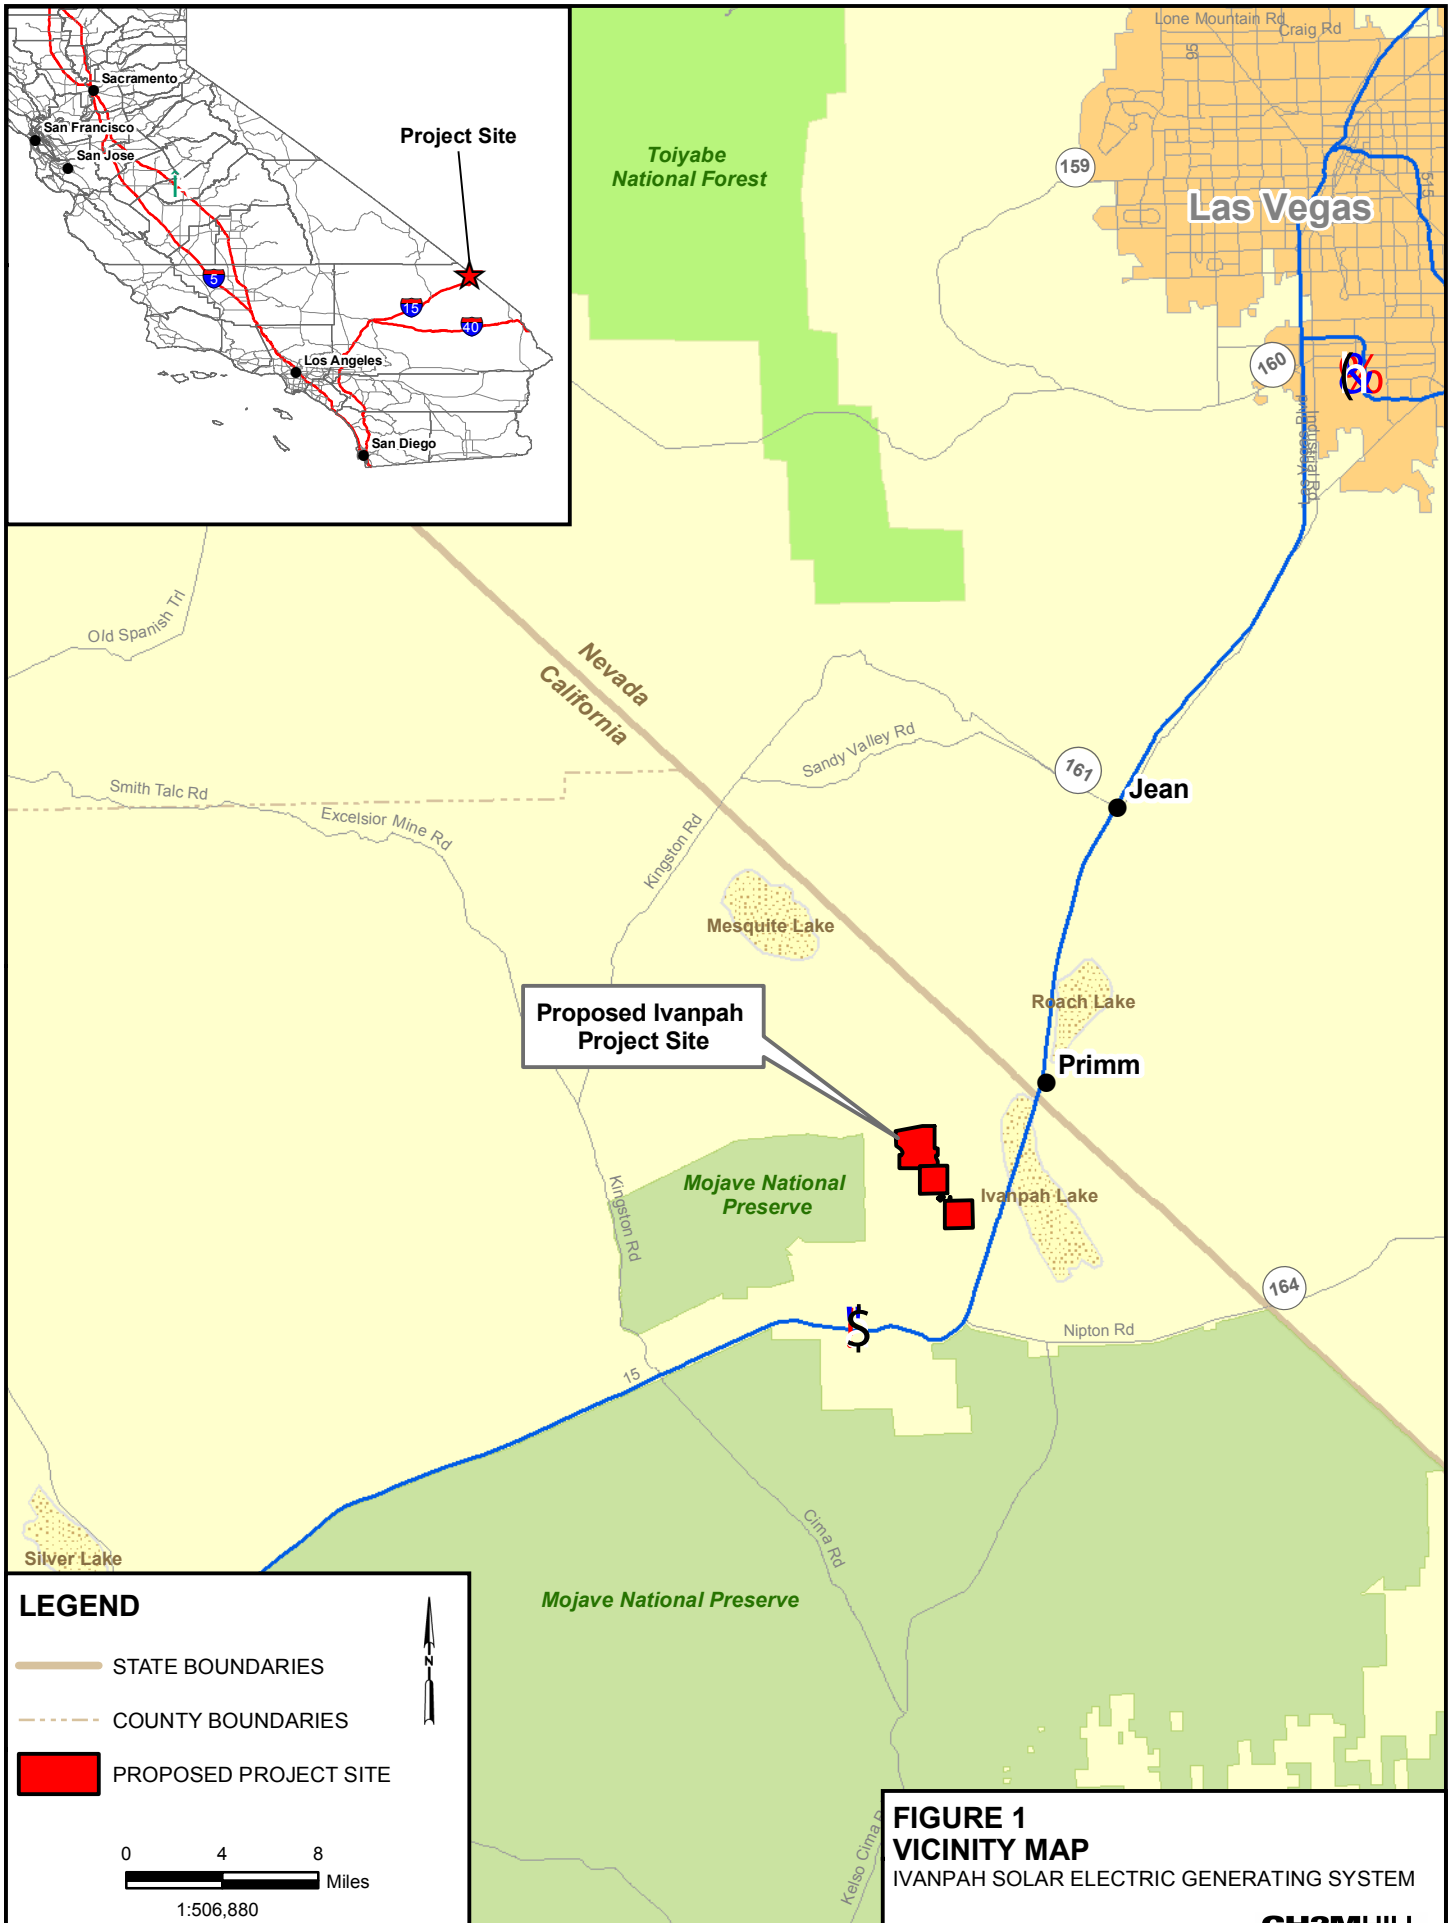 Sacramento
San Francisco
San Jose
Project Site
5
15
40
Los Angeles
San Diego
Lone Mountain Rd
Craig Rd
95
Toiyabe
National Forest
159
515
Las Vegas
160
Industrial Rd
Old Spanish Trl
Nevada
California
Sandy Valley Rd
161
Jean
Smith Talc Rd
Excelsior Mine Rd
Kingston Rd
Mesquite Lake
Roach Lake
Proposed Ivanpah
Project Site
Primm
Mojave National
Preserve
Ivanpah Lake
Kingston Rd
164
$
Nipton Rd
15
Cima Rd
Silver Lake
Mojave National Preserve
Kelso Cima
LEGEND
N
STATE BOUNDARIES
COUNTY BOUNDARIES
PROPOSED PROJECT SITE
0 4 8
Miles
1:506,880
FIGURE 1
VICINITY MAP
IVANPAH SOLAR ELECTRIC GENERATING SYSTEM